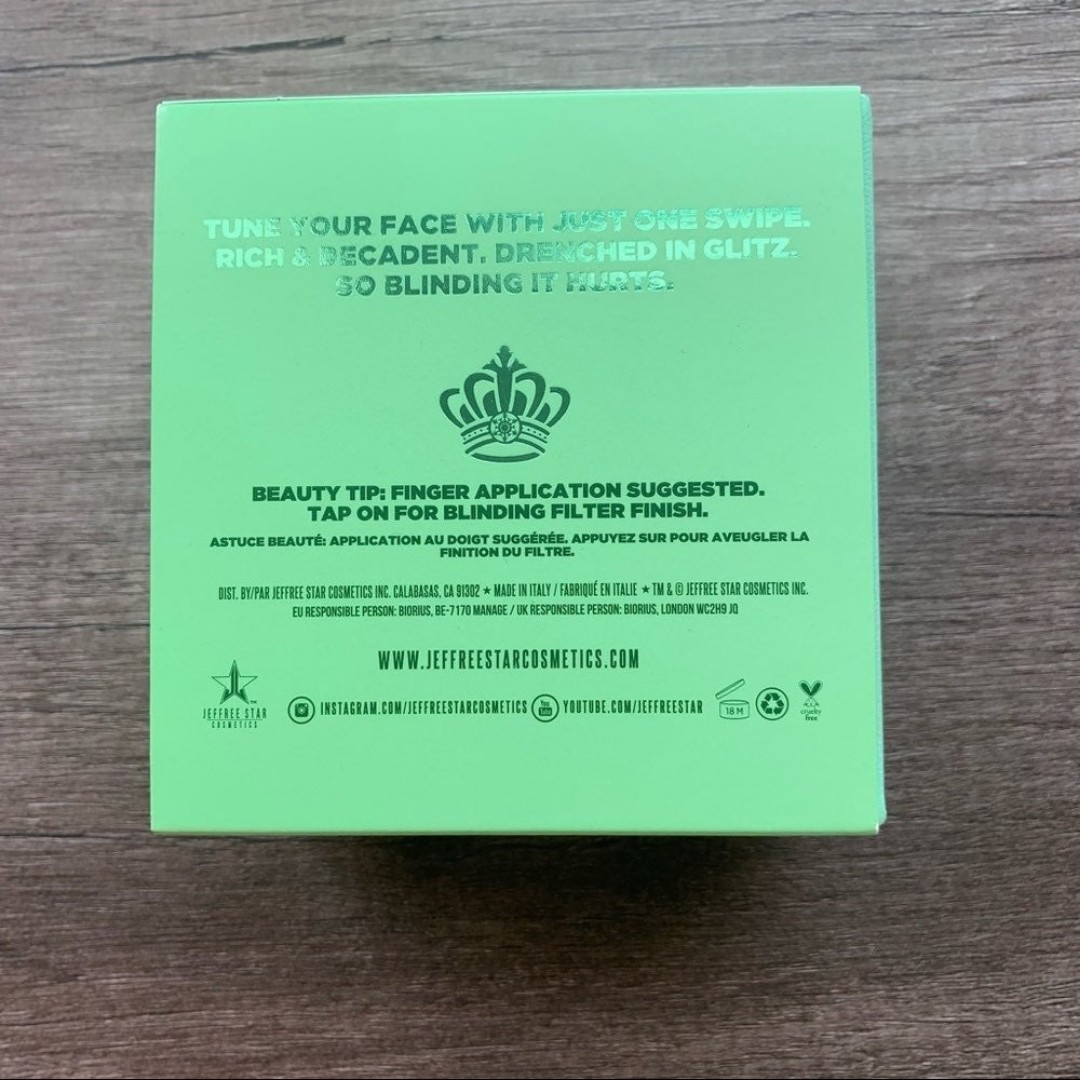 TUNE YOUR FACE WITH JUST ONE SWIPE.
RICH & DECADENT. DRENCHED IN GLITZ.
SO BLINDING IT HURTS.
BEAUTY TIP: FINGER APPLICATION SUGGESTED.
TAP ON FOR BLINDING FILTER FINISH.
ASTUCE BEAUTÉ: APPLICATION AU DOIGT SUGGÉRÉE. APPUYEZ SUR POUR AVEUGLER LA
FINITION DU FILTRE.
DIST. BY/PAR JEFFREE STAR COSMETICS INC. CALABASAS, CA 91302 ★ MADE IN ITALY / FABRIQUÉ EN ITALIE ★ TM & © JEFFREE STAR COSMETICS INC.
EU RESPONSIBLE PERSON: BIORIUS, BE-7170 MANAGE / UK RESPONSIBLE PERSON: BIORIUS, LONDON WC2H9 JQ
WWW.JEFFREESTARCOSMETICS.COM
JEFFREE STAR™
COSMETICS
INSTAGRAM.COM/JEFFREESTARCOSMETICS You Tube YOUTUBE.COM/JEFFREESTAR
18 M
cruelty
free